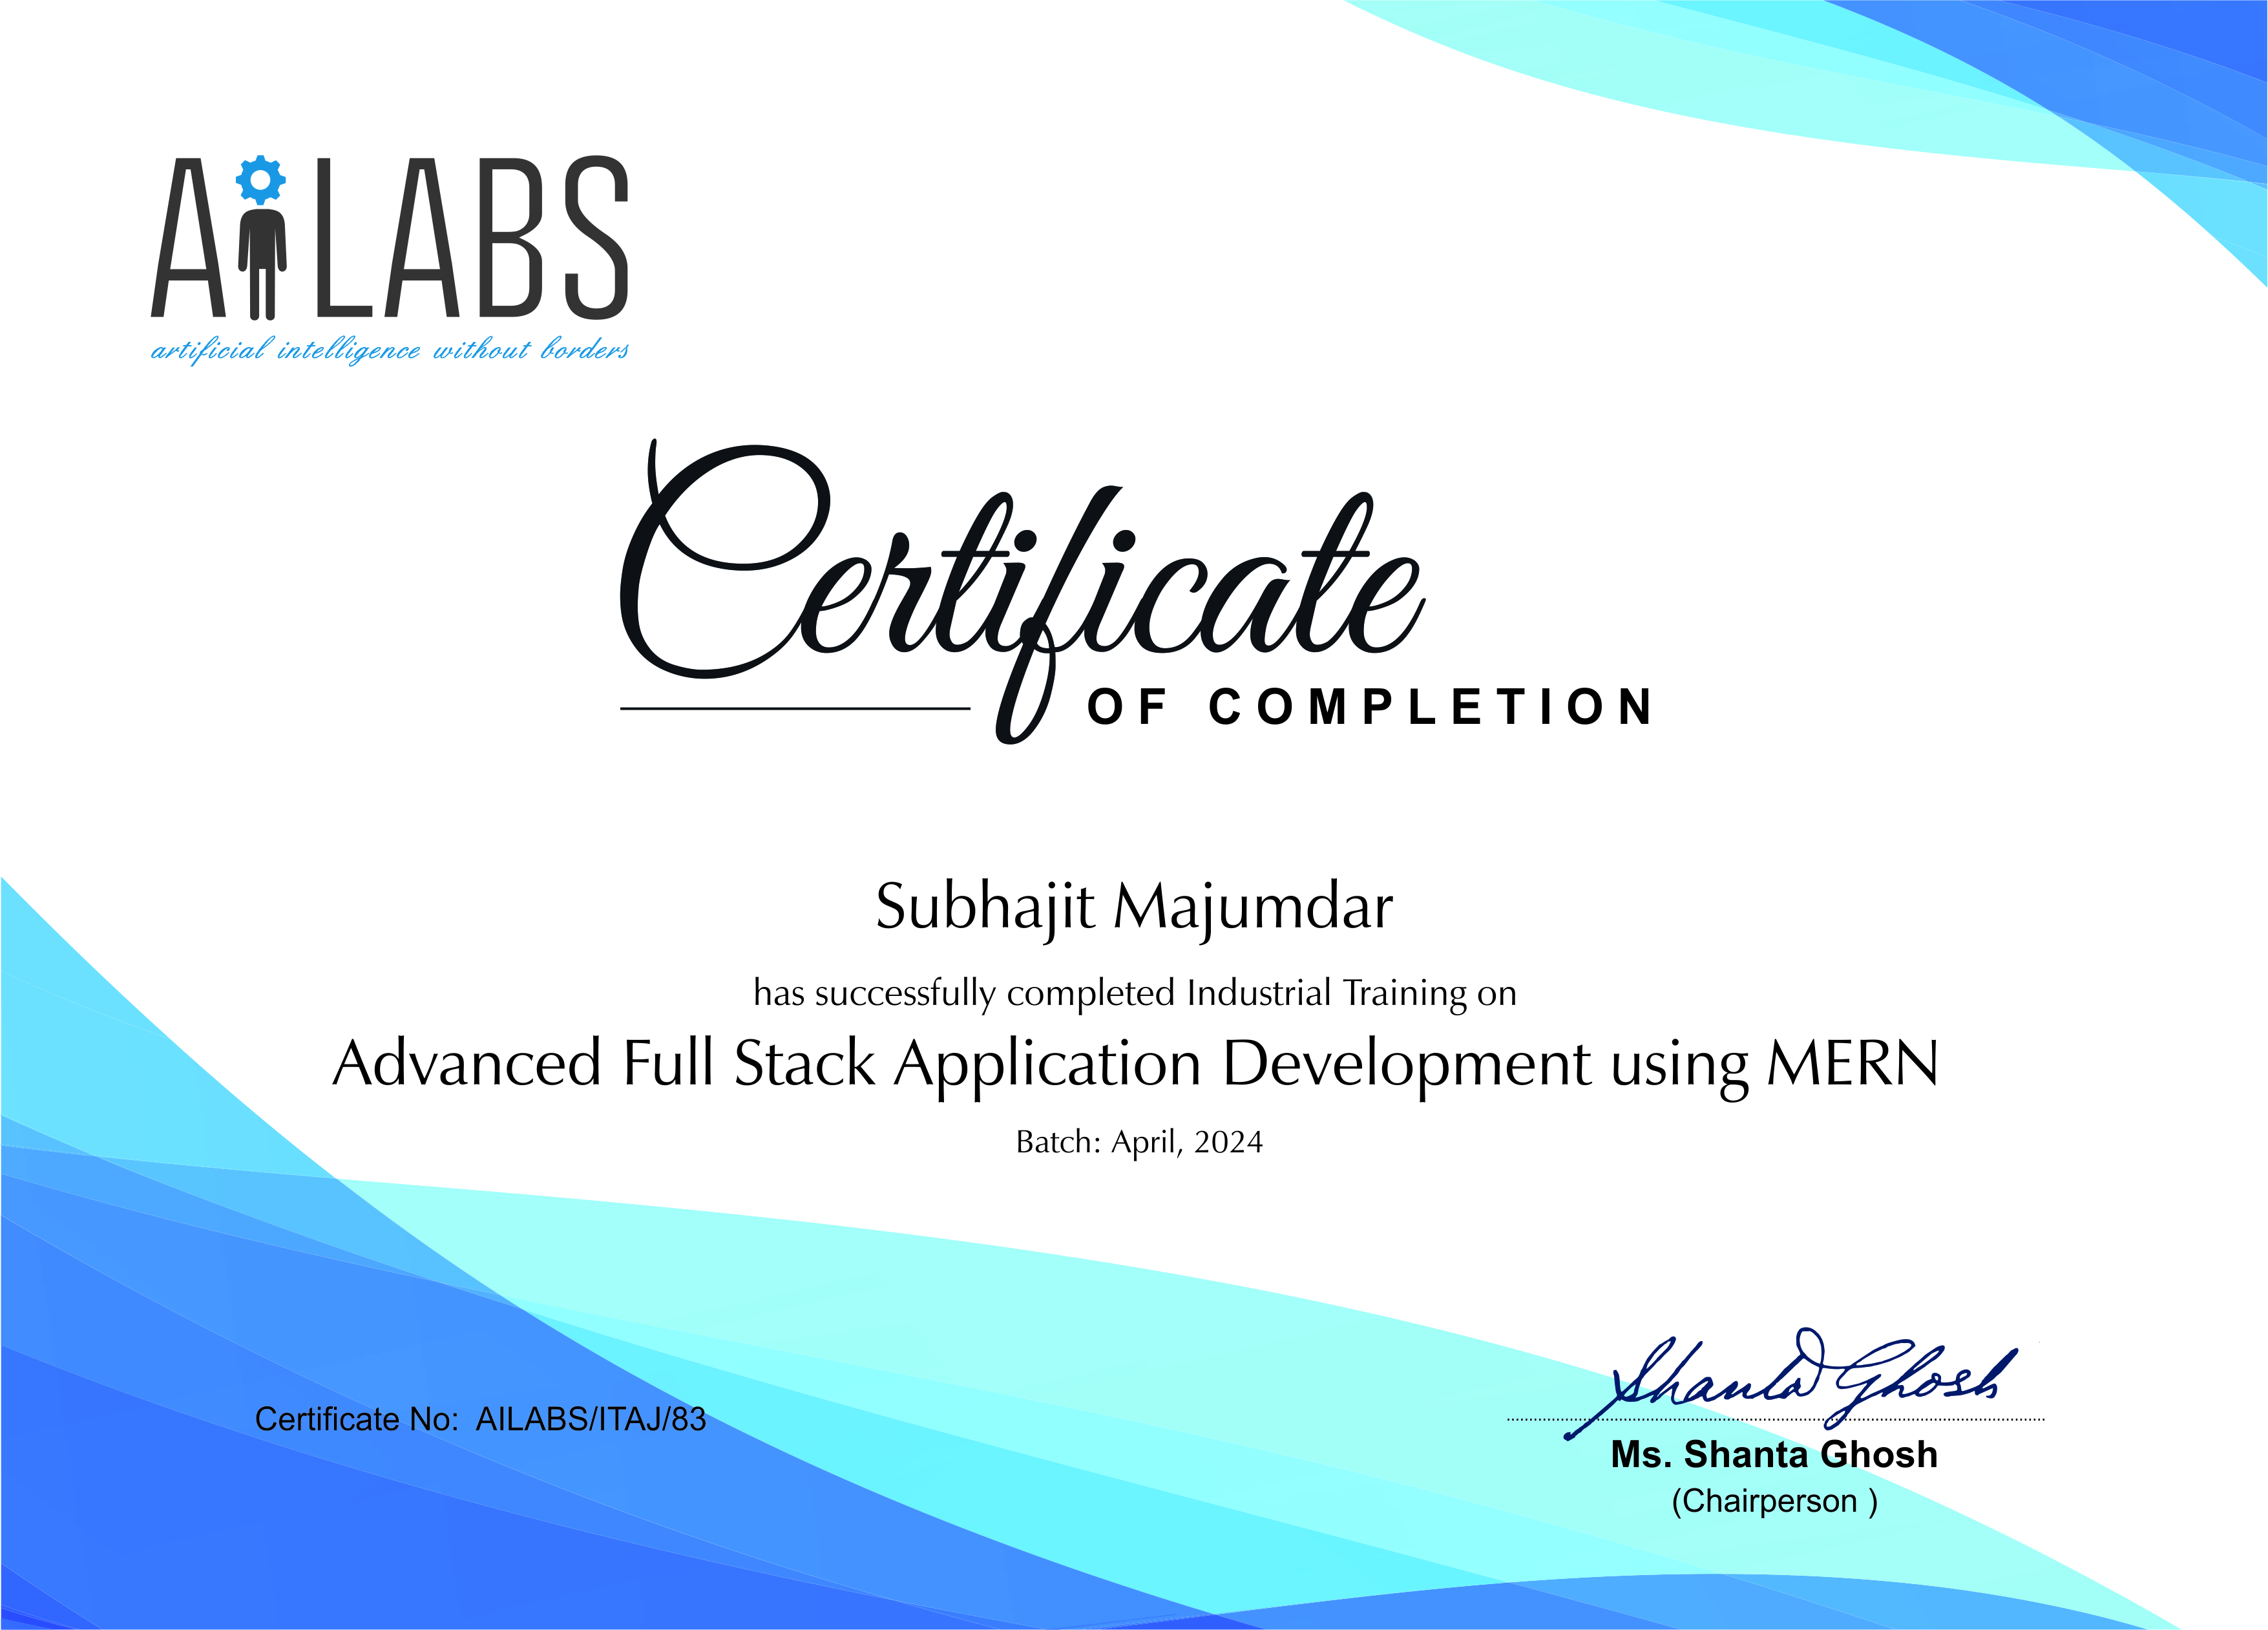 AiLABS
artificial intelligence without borders
Certificate
OF COMPLETION
Subhajit Majumdar
has successfully completed Industrial Training on
Advanced Full Stack Application Development using MERN
Batch: April, 2024
Shanta Ghosh
Certificate No: AILABS/ITAJ/83
Ms. Shanta Ghosh
(Chairperson )